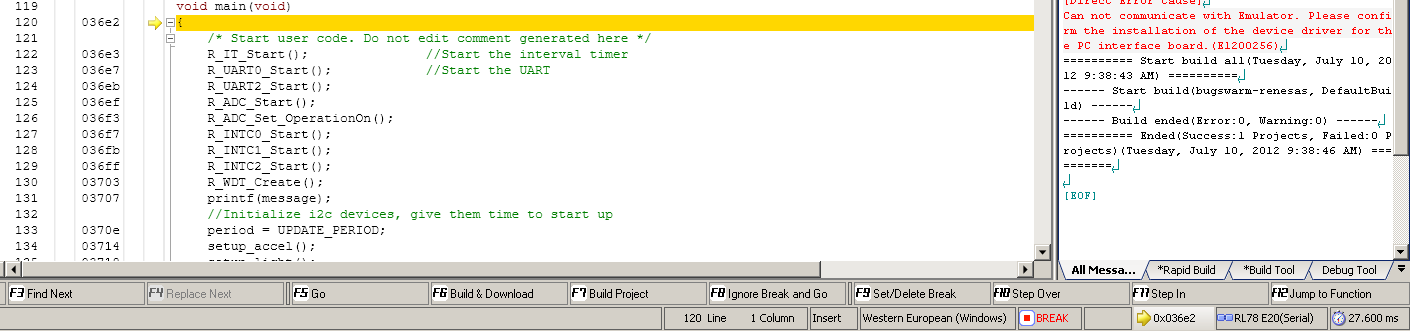 119 void main(void)
120 036e2 {
121 /* Start user code. Do not edit comment generated here */
122 036e3 R_IT_Start(); //Start the interval timer
123 036e7 R_UART0_Start(); //Start the UART
124 036eb R_UART2_Start();
125 036ef R_ADC_Start();
126 036f3 R_ADC_Set_OperationOn();
127 036f7 R_INTC0_Start();
128 036fb R_INTC1_Start();
129 036ff R_INTC2_Start();
130 03703 R_WDT_Create();
131 03707 printf(message);
132 //Initialize i2c devices, give them time to start up
133 0370e period = UPDATE_PERIOD;
134 03714 setup_accel();
[Direct Error Cause]
Can not communicate with Emulator. Please confi
rm the installation of the device driver for th
e PC interface board.(E1200256)
========== Start build all(Tuesday, July 10, 20
12 9:38:43 AM) ==========
------ Start build(bugswarm-renesas, DefaultBui
ld) ------
------ Build ended(Error:0, Warning:0) ------
========== Ended(Success:1 Projects, Failed:0 P
rojects)(Tuesday, July 10, 2012 9:38:46 AM) ===
=======
[EOF]
All Messa... *Rapid Build *Build Tool Debug Tool
F3 Find Next F4 Replace Next F5 Go F6 Build & Download F7 Build Project F8 Ignore Break and Go F9 Set/Delete Break F10 Step Over F11 Step In F12 Jump to Function
120 Line 1 Column Insert Western European (Windows) BREAK 0x036e2 RL78 E20(Serial) 27.600 ms